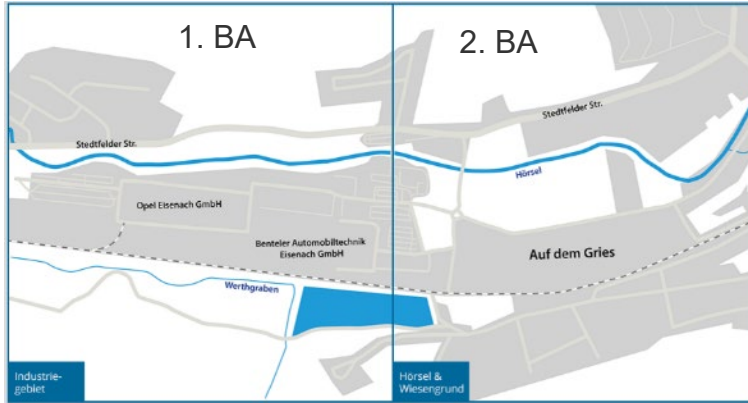 1. BA
2. BA
Stedtfelder Str.
Stedtfelder Str.
Hörsel
Opel Eisenach GmbH
Benteler Automobiltechnik
Eisenach GmbH
Auf dem Gries
Werthgraben
Industrie-
gebiet
Hörsel &
Wiesengrund